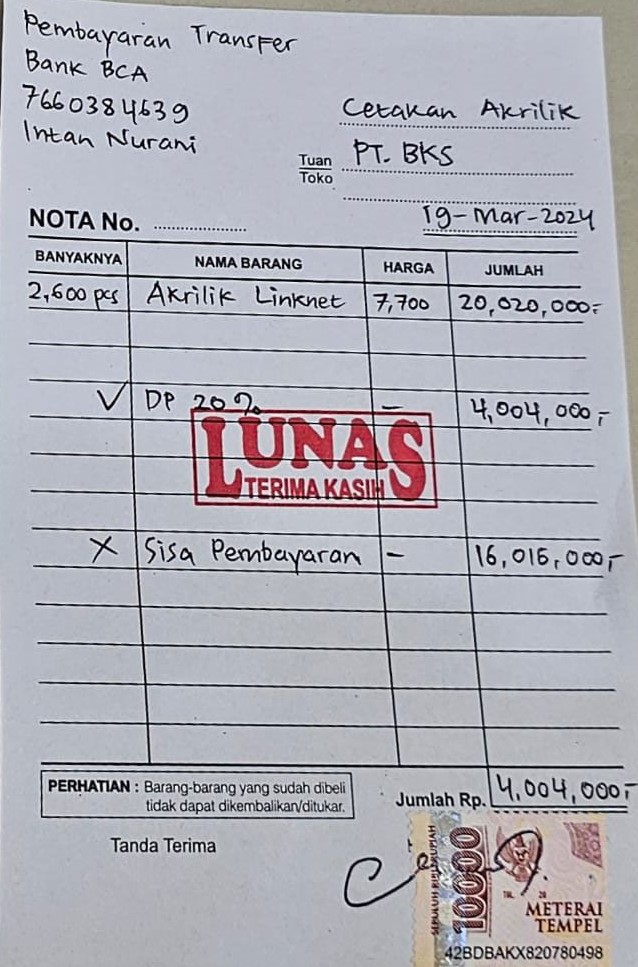 Pembayaran Transfer
Bank BCA
7660384639
Intan Nurani
Cetakan Akrilik
Tuan
Toko
PT. BKS
19-Mar-2024
NOTA No. ....................
BANYAKNYA NAMA BARANG HARGA JUMLAH
2,600 pcs Akrilik Linknet 7,700 20,020,000,-
√ DP 20% — 4,004,000,-
LUNAS
TERIMA KASIH
X Sisa Pembayaran — 16,016,000,-
Jumlah Rp. 4,004,000,-
PERHATIAN : Barang-barang yang sudah dibeli
tidak dapat dikembalikan/ditukar.
Tanda Terima
SEPULUH RIBU RUPIAH
10000
TGL. 20
METERAI
TEMPEL
42BDBAKX820780498